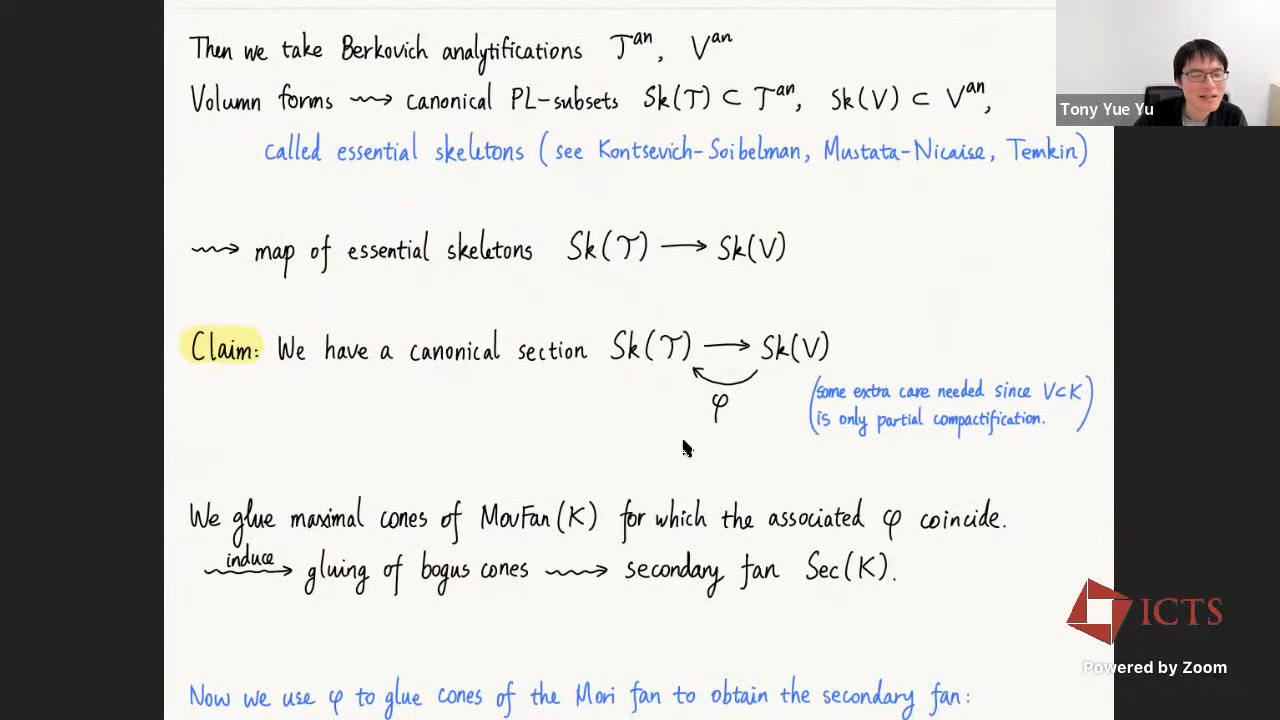 Then we take Berkovich analytifications 𝒯^an, V^an
Volumn forms ⟿ canonical PL-subsets Sk(𝒯) ⊂ 𝒯^an, Sk(V) ⊂ V^an,
called essential skeletons (see Kontsevich-Soibelman, Mustata-Nicaise, Temkin)
⟿ map of essential skeletons Sk(𝒯) ⟶ Sk(V)
Claim: We have a canonical section Sk(𝒯) ⟶ Sk(V)
φ
(some extra care needed since V⊂K
is only partial compactification.)
We glue maximal cones of MovFan(K) for which the associated φ coincide.
induce
⟿ gluing of bogus cones ⟿ secondary fan Sec(K).
Now we use φ to glue cones of the Mori fan to obtain the secondary fan:
Tony Yue Yu
ICTS
Powered by Zoom